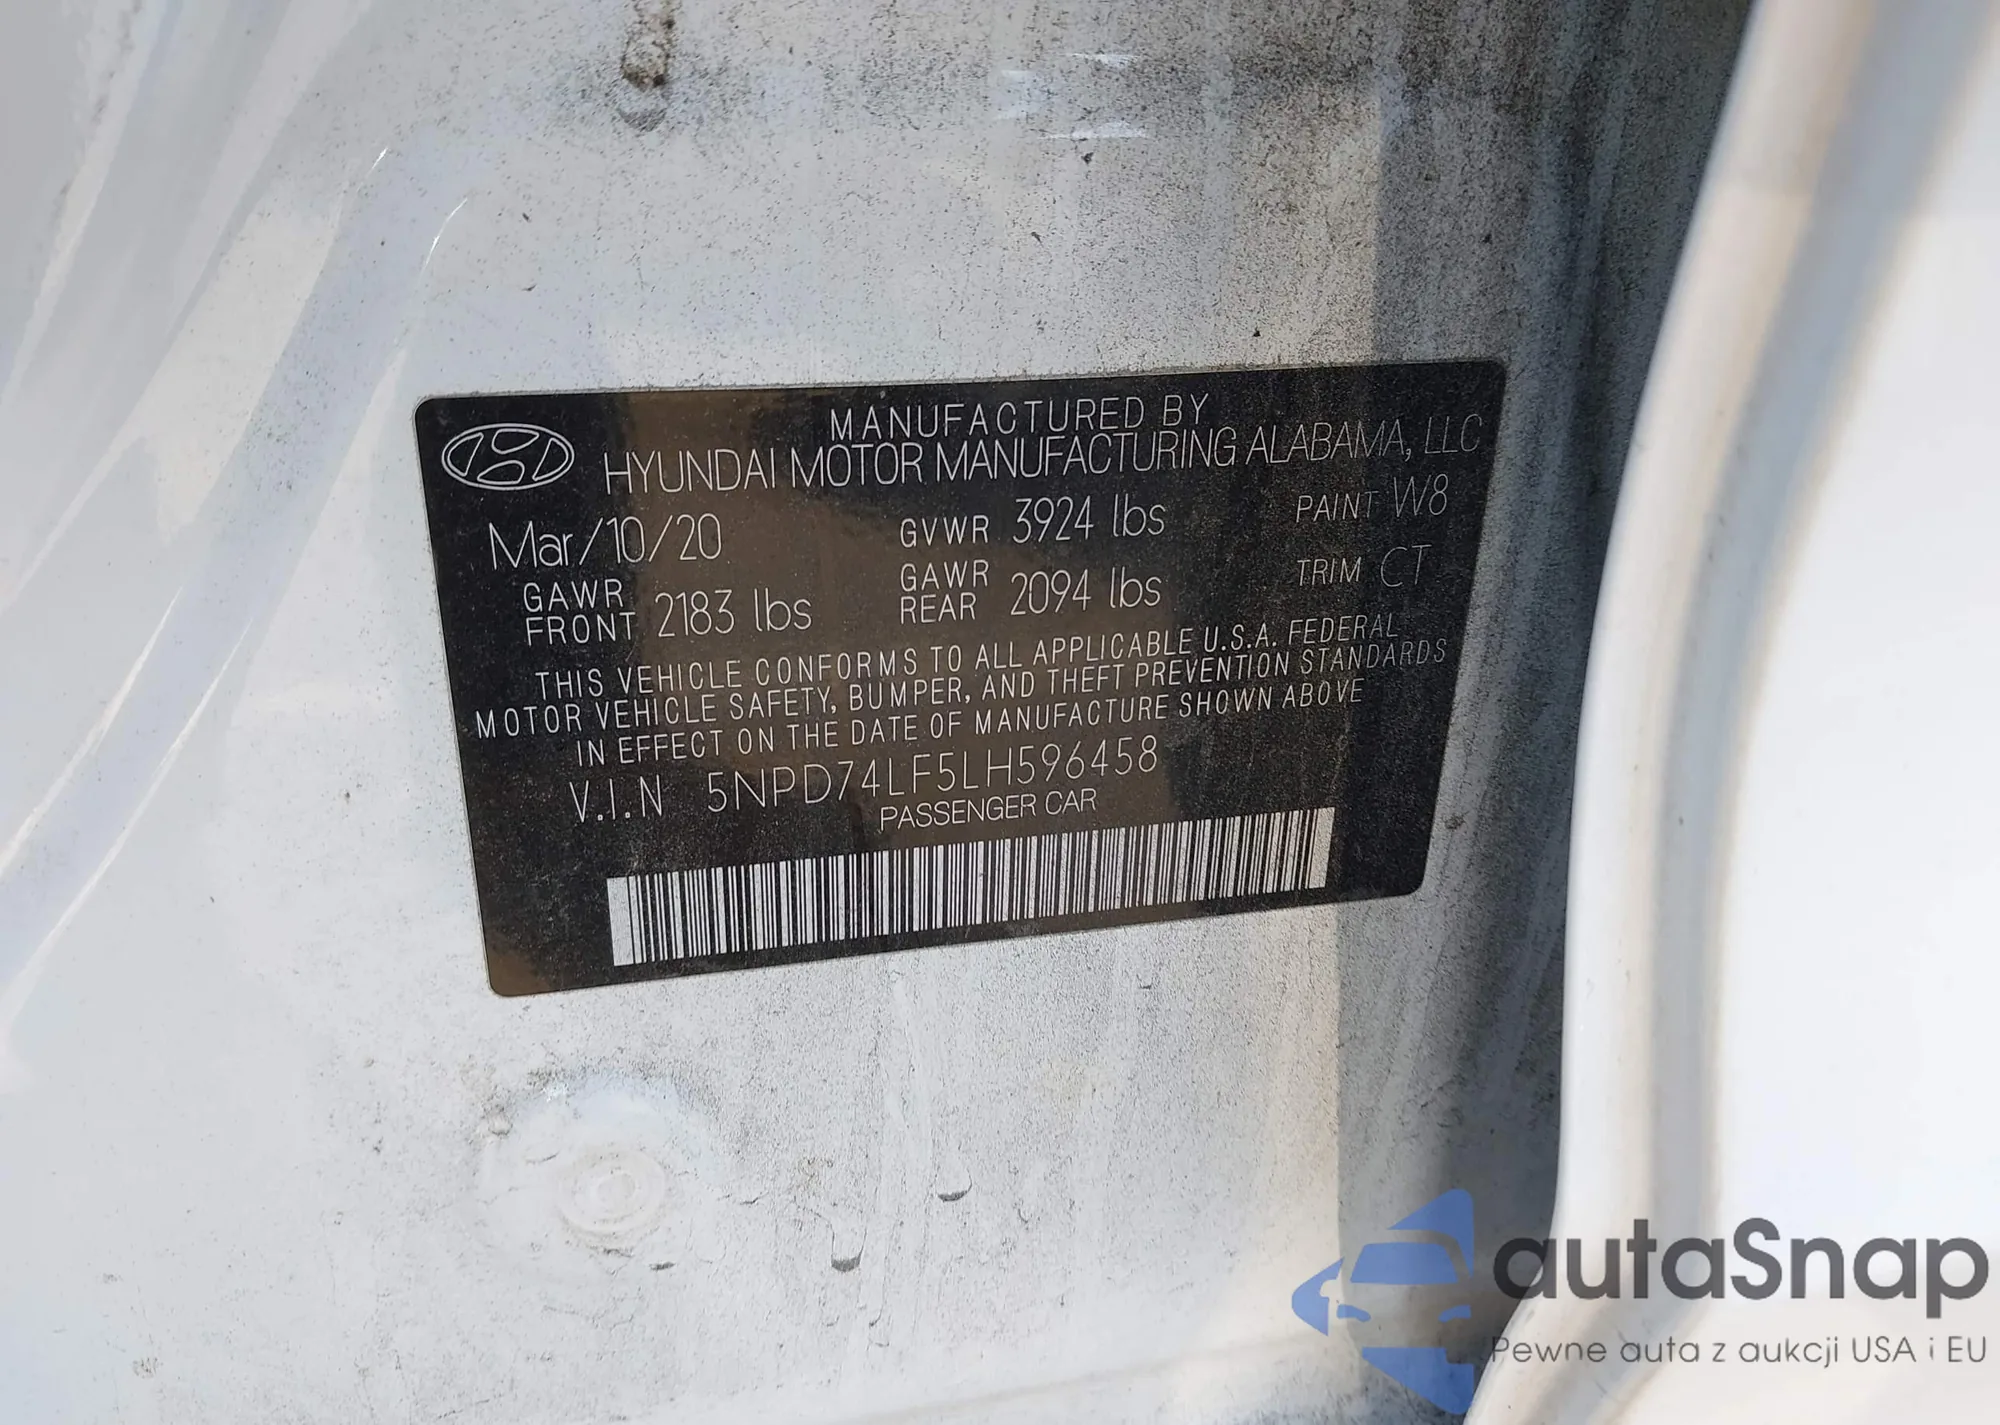 MANUFACTURED BY
HYUNDAI MOTOR MANUFACTURING ALABAMA, LLC
Mar/10/20 GVWR 3924 lbs PAINT W8
GAWR FRONT 2183 lbs GAWR REAR 2094 lbs TRIM CT
THIS VEHICLE CONFORMS TO ALL APPLICABLE U.S.A. FEDERAL
MOTOR VEHICLE SAFETY, BUMPER, AND THEFT PREVENTION STANDARDS
IN EFFECT ON THE DATE OF MANUFACTURE SHOWN ABOVE
V.I.N 5NPD74LF5LH596458
PASSENGER CAR
autaSnap
Pewne auta z aukcji USA i EU